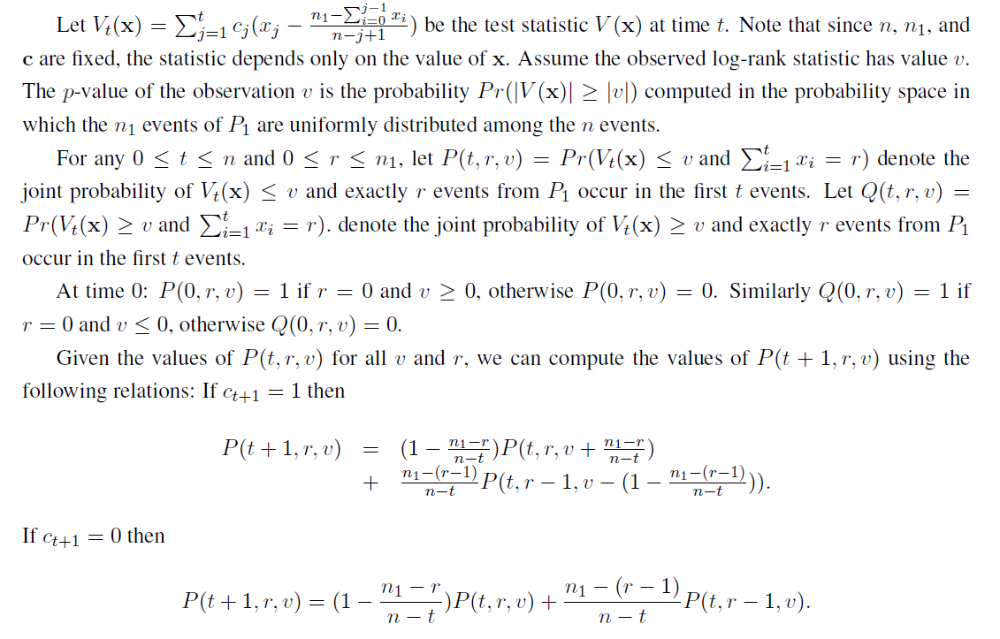 Let $V_t(\mathbf{x}) = \sum_{j=1}^{t} c_j(x_j - \frac{n_1 - \sum_{i=0}^{j-1} x_i}{n-j+1})$ be the test statistic $V(\mathbf{x})$ at time $t$. Note that since $n$, $n_1$, and
$\mathbf{c}$ are fixed, the statistic depends only on the value of $\mathbf{x}$. Assume the observed log-rank statistic has value $v$.
The $p$-value of the observation $v$ is the probability $Pr(|V(\mathbf{x})| \geq |v|)$ computed in the probability space in
which the $n_1$ events of $P_1$ are uniformly distributed among the $n$ events.
For any $0 \leq t \leq n$ and $0 \leq r \leq n_1$, let $P(t, r, v) = Pr(V_t(\mathbf{x}) \leq v$ and $\sum_{i=1}^{t} x_i = r)$ denote the
joint probability of $V_t(\mathbf{x}) \leq v$ and exactly $r$ events from $P_1$ occur in the first $t$ events. Let $Q(t, r, v) =$
$Pr(V_t(\mathbf{x}) \geq v$ and $\sum_{i=1}^{t} x_i = r)$. denote the joint probability of $V_t(\mathbf{x}) \geq v$ and exactly $r$ events from $P_1$
occur in the first $t$ events.
At time 0: $P(0, r, v) = 1$ if $r = 0$ and $v \geq 0$, otherwise $P(0, r, v) = 0$. Similarly $Q(0, r, v) = 1$ if
$r = 0$ and $v \leq 0$, otherwise $Q(0, r, v) = 0$.
Given the values of $P(t, r, v)$ for all $v$ and $r$, we can compute the values of $P(t + 1, r, v)$ using the
following relations: If $c_{t+1} = 1$ then
$P(t + 1, r, v) = (1 - \frac{n_1-r}{n-t})P(t, r, v + \frac{n_1-r}{n-t})$
$+ \frac{n_1-(r-1)}{n-t}P(t, r - 1, v - (1 - \frac{n_1-(r-1)}{n-t})).$
If $c_{t+1} = 0$ then
$P(t + 1, r, v) = (1 - \frac{n_1 - r}{n - t})P(t, r, v) + \frac{n_1 - (r - 1)}{n - t}P(t, r - 1, v).$